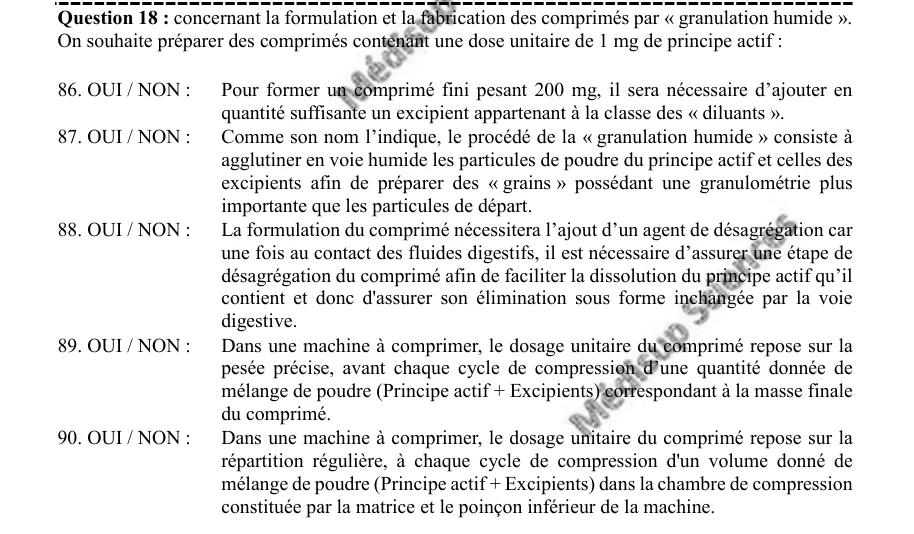 Question 18 : concernant la formulation et la fabrication des comprimés par « granulation humide ».
On souhaite préparer des comprimés contenant une dose unitaire de 1 mg de principe actif :
86. OUI / NON : Pour former un comprimé fini pesant 200 mg, il sera nécessaire d'ajouter en
quantité suffisante un excipient appartenant à la classe des « diluants ».
87. OUI / NON : Comme son nom l'indique, le procédé de la « granulation humide » consiste à
agglutiner en voie humide les particules de poudre du principe actif et celles des
excipients afin de préparer des « grains » possédant une granulométrie plus
importante que les particules de départ.
88. OUI / NON : La formulation du comprimé nécessitera l'ajout d'un agent de désagrégation car
une fois au contact des fluides digestifs, il est nécessaire d'assurer une étape de
désagrégation du comprimé afin de faciliter la dissolution du principe actif qu'il
contient et donc d'assurer son élimination sous forme inchangée par la voie
digestive.
89. OUI / NON : Dans une machine à comprimer, le dosage unitaire du comprimé repose sur la
pesée précise, avant chaque cycle de compression d'une quantité donnée de
mélange de poudre (Principe actif + Excipients) correspondant à la masse finale
du comprimé.
90. OUI / NON : Dans une machine à comprimer, le dosage unitaire du comprimé repose sur la
répartition régulière, à chaque cycle de compression d'un volume donné de
mélange de poudre (Principe actif + Excipients) dans la chambre de compression
constituée par la matrice et le poinçon inférieur de la machine.
Médisup
Médisup Sciences